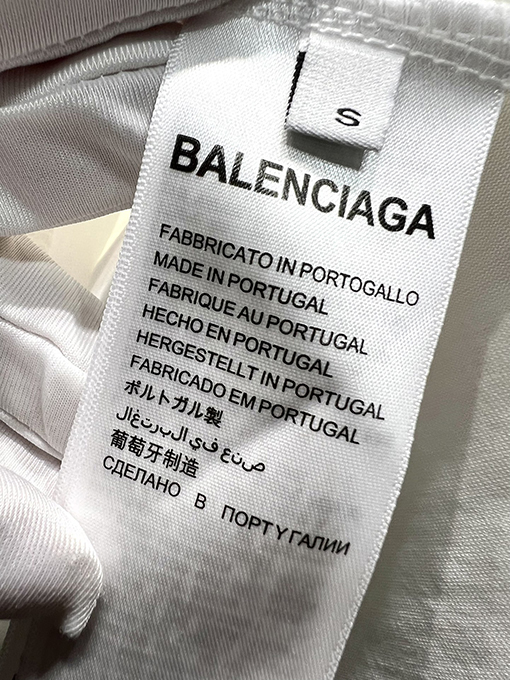 S
BALENCIAGA
FABBRICATO IN PORTOGALLO
MADE IN PORTUGAL
FABRIQUE AU PORTUGAL
HECHO EN PORTUGAL
HERGESTELLT IN PORTUGAL
FABRICADO EM PORTUGAL
ポルトガル製
صنع في البرتغال
葡萄牙制造
СДЕЛАНО В ПОРТУГАЛИИ